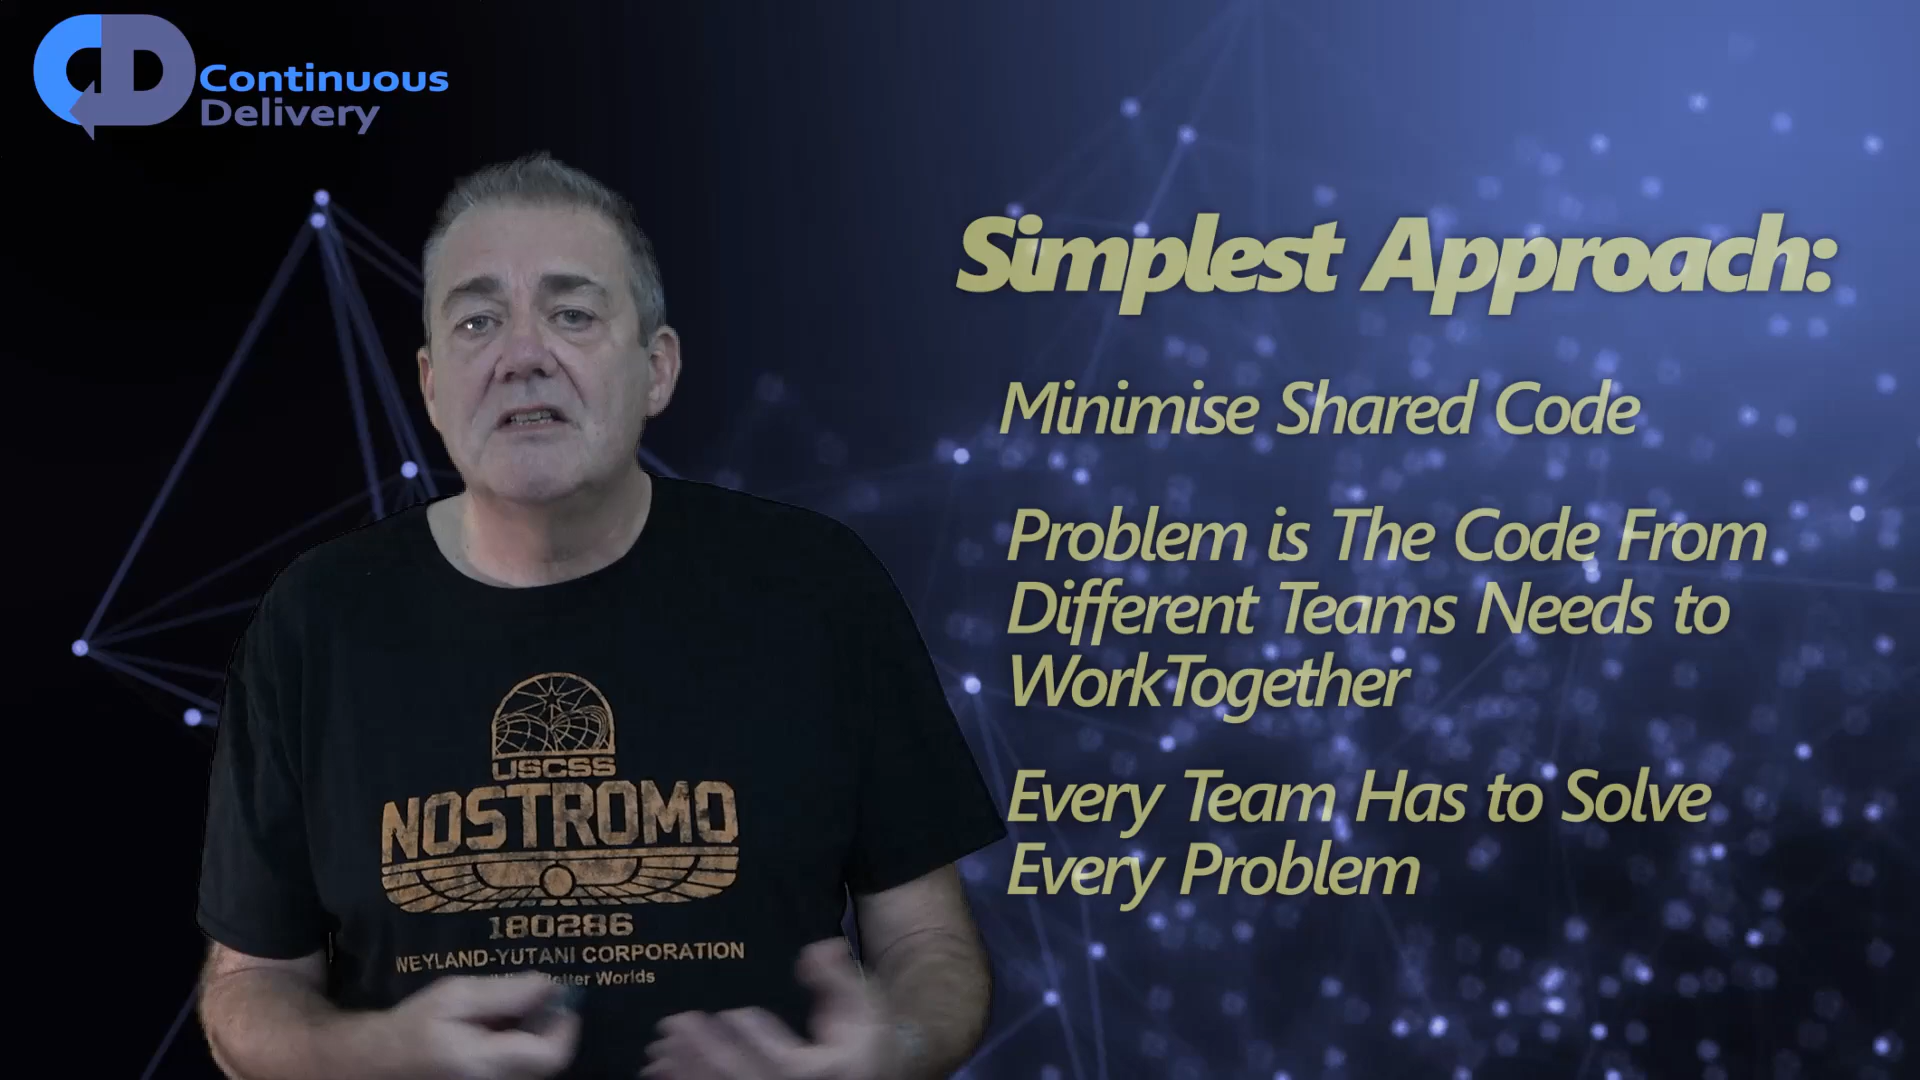 Continuous
Delivery
Simplest Approach:
Minimise Shared Code
Problem is The Code From
Different Teams Needs to
WorkTogether
Every Team Has to Solve
Every Problem
USCSS
NOSTROMO
180286
WEYLAND-YUTANI CORPORATION
Better Worlds